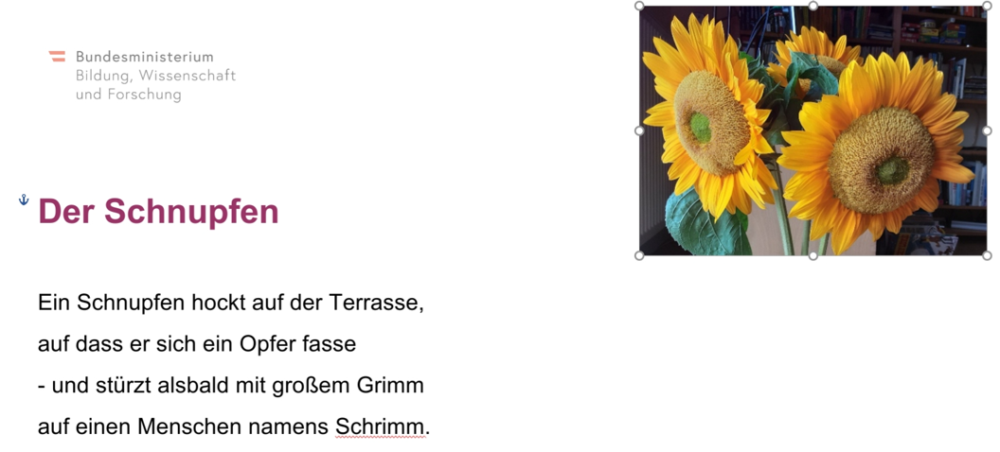 Bundesministerium
Bildung, Wissenschaft
und Forschung
Der Schnupfen
Ein Schnupfen hockt auf der Terrasse,
auf dass er sich ein Opfer fasse
- und stürzt alsbald mit großem Grimm
auf einen Menschen namens Schrimm.